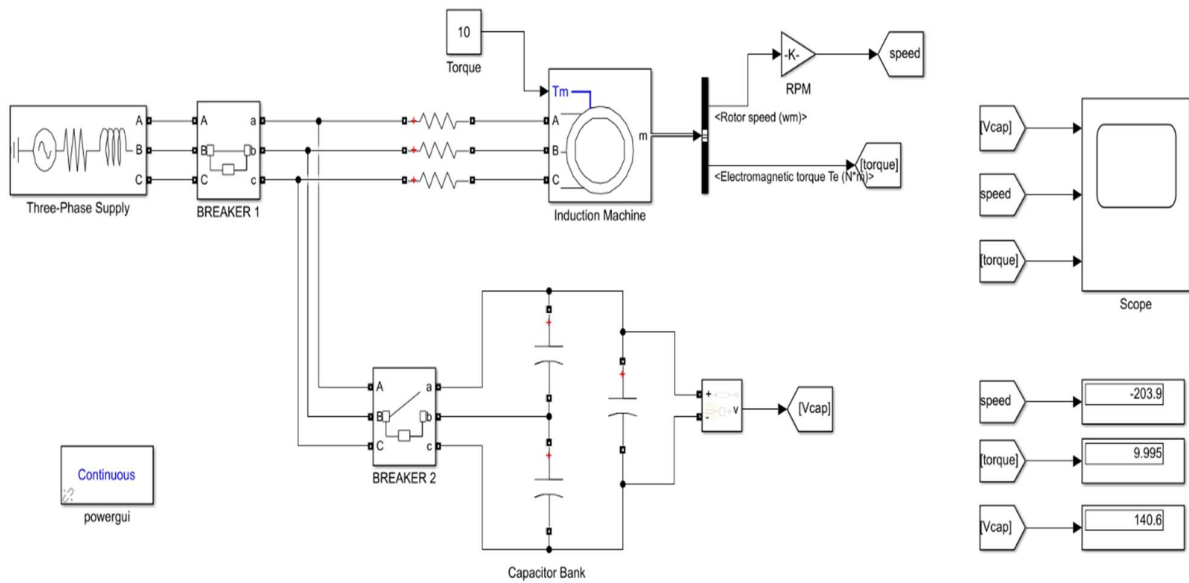 10
Torque
-K-
RPM
speed
Tm
A
B
C
m
<Rotor speed (wm)>
<Electromagnetic torque Te (N*m)>
[torque]
Induction Machine
A
B
C
Three-Phase Supply
A
B
C
a
b
c
BREAKER 1
+
+
+
[Vcap]
speed
[torque]
Scope
A
B
C
a
b
c
BREAKER 2
+
+
+
+
-
v
[Vcap]
Capacitor Bank
Continuous
powergui
speed
-203.9
[torque]
9.995
[Vcap]
140.6